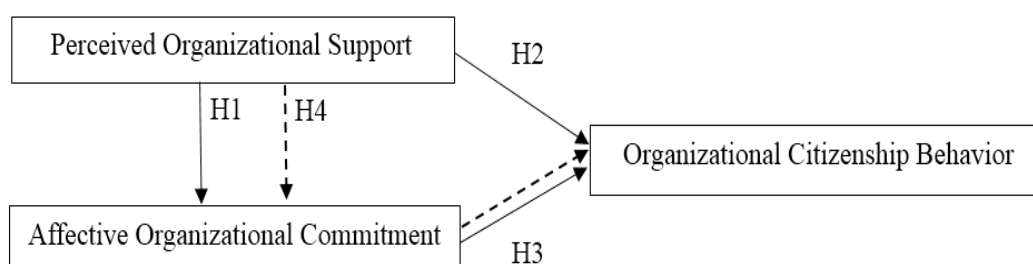 Perceived Organizational Support
H2
H1
H4
Organizational Citizenship Behavior
Affective Organizational Commitment
H3